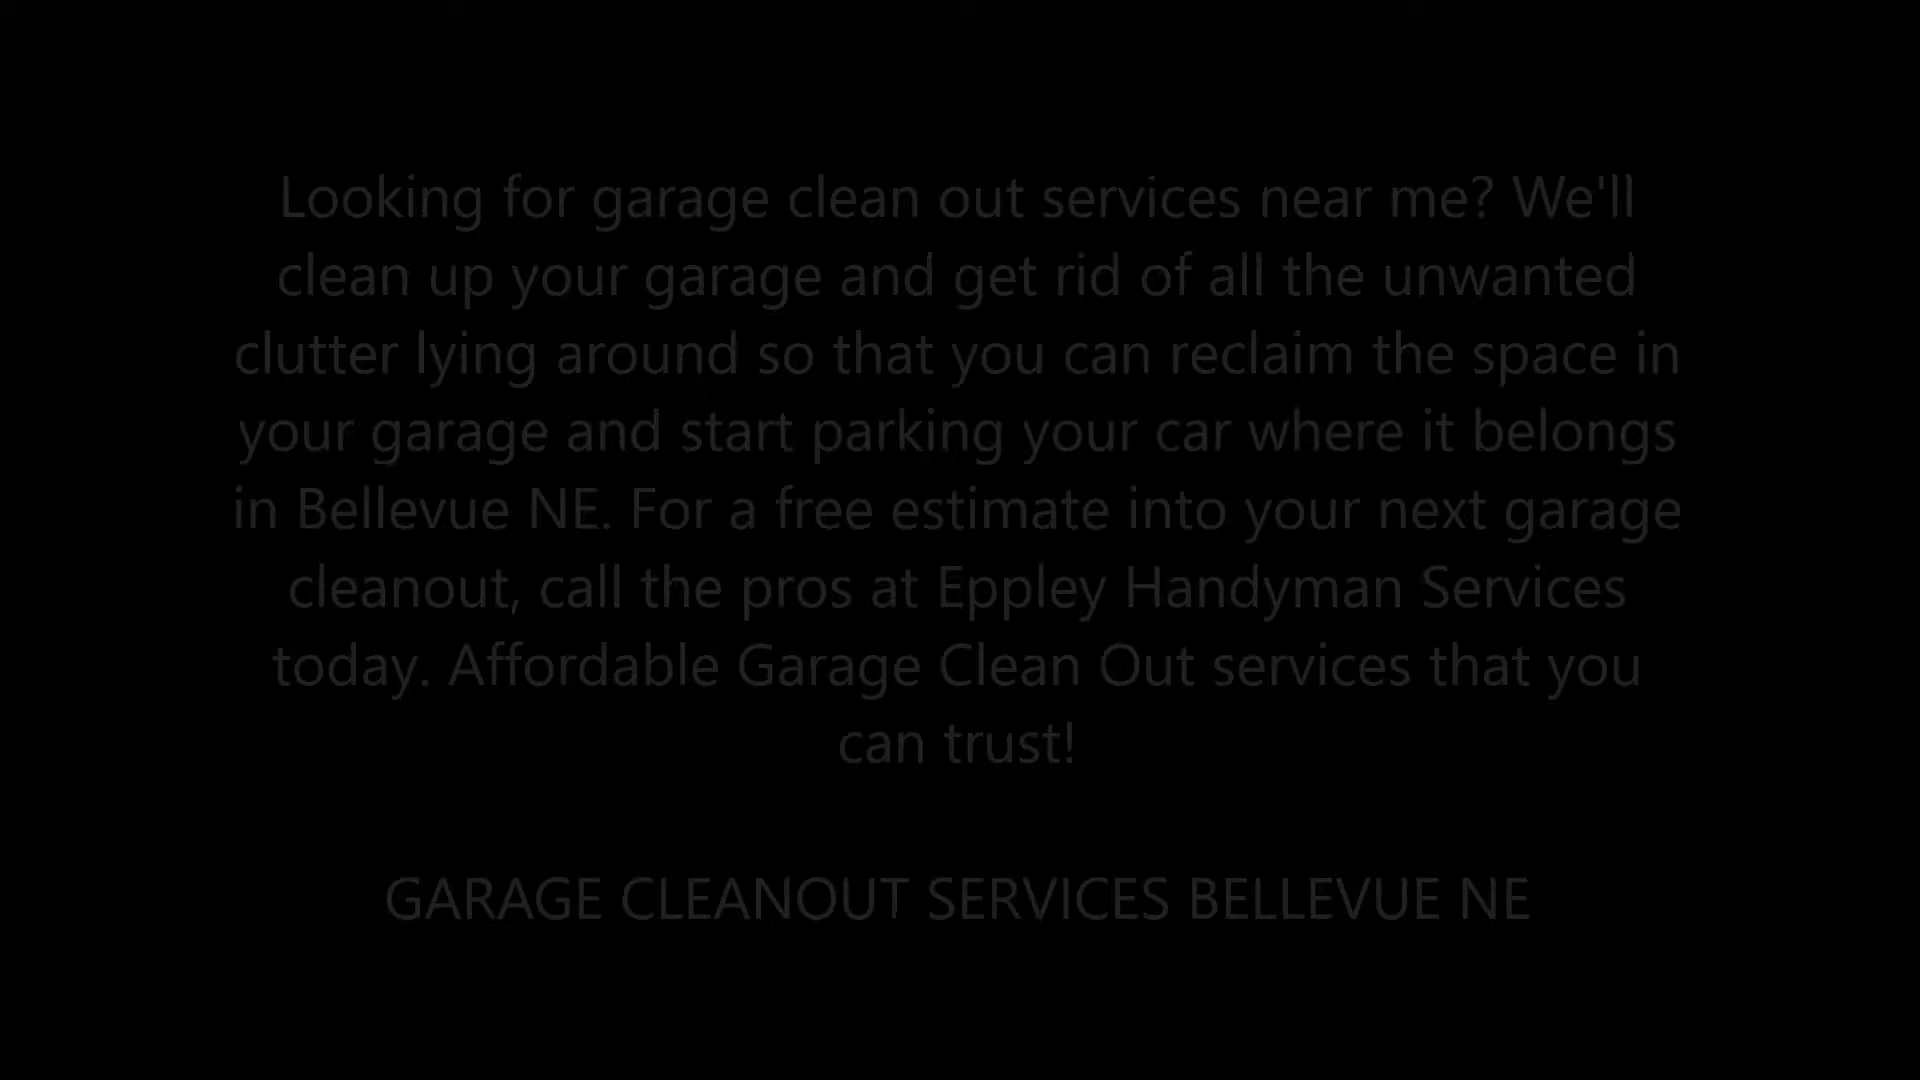 Looking for garage clean out services near me? We'll
clean up your garage and get rid of all the unwanted
clutter lying around so that you can reclaim the space in
your garage and start parking your car where it belongs
in Bellevue NE. For a free estimate into your next garage
cleanout, call the pros at Eppley Handyman Services
today. Affordable Garage Clean Out services that you
can trust!
GARAGE CLEANOUT SERVICES BELLEVUE NE